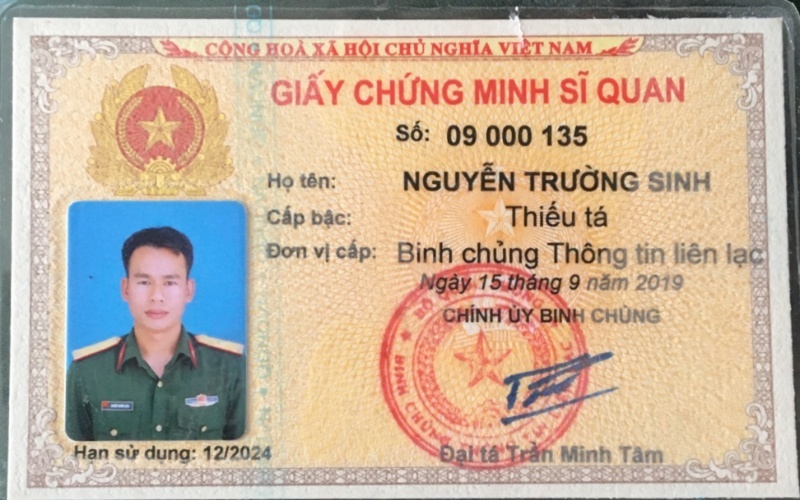 CỘNG HOÀ XÃ HỘI CHỦ NGHĨA VIỆT NAM
GIẤY CHỨNG MINH SĨ QUAN
Số: 09 000 135
Họ tên: NGUYỄN TRƯỜNG SINH
Cấp bậc: Thiếu tá
Đơn vị cấp: Binh chủng Thông tin liên lạc
Ngày 15 tháng 9 năm 2019
CHÍNH ỦY BINH CHỦNG
Hạn sử dụng: 12/2024
Đại tá Trần Minh Tâm